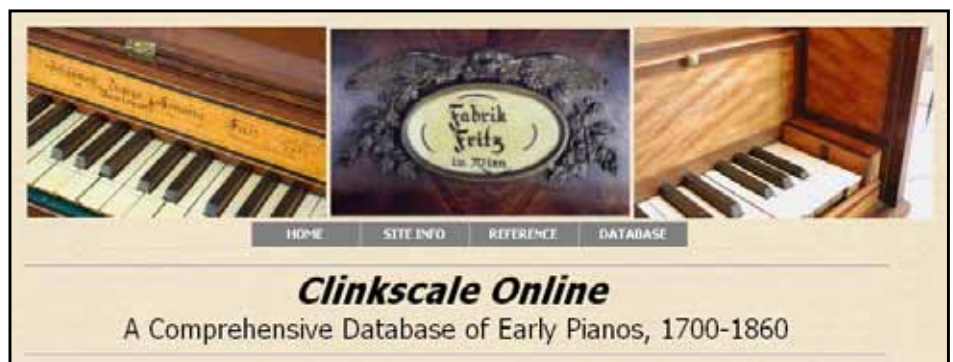 Fabrik
Fritz
in Wien
HOME SITE INFO REFERENCE DATABASE
Clinkscale Online
A Comprehensive Database of Early Pianos, 1700-1860